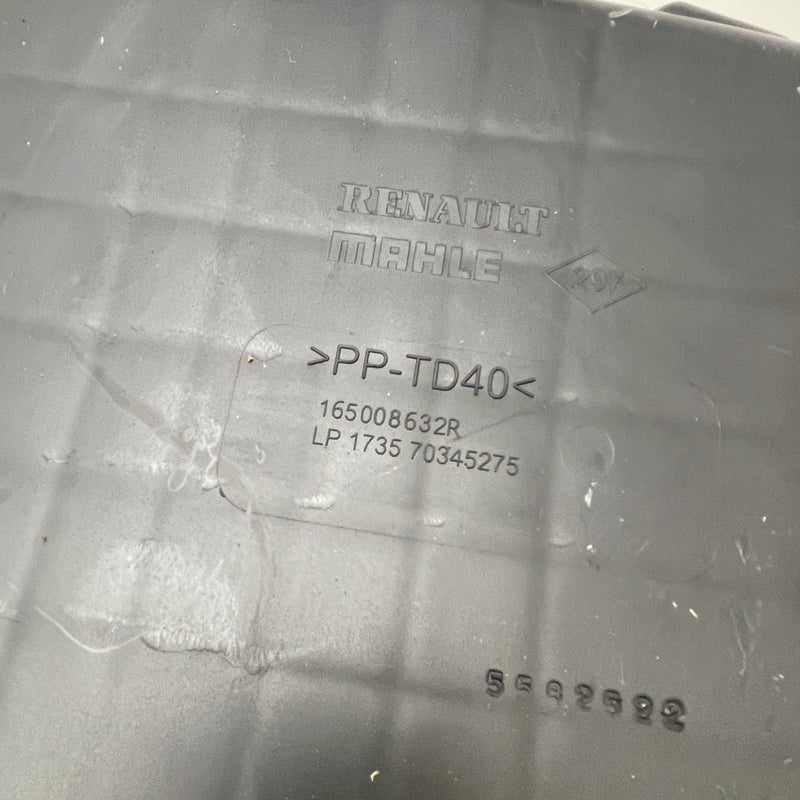 RENAULT
MAHLE
297
>PP-TD40<
165008632R
LP 1735 70345275